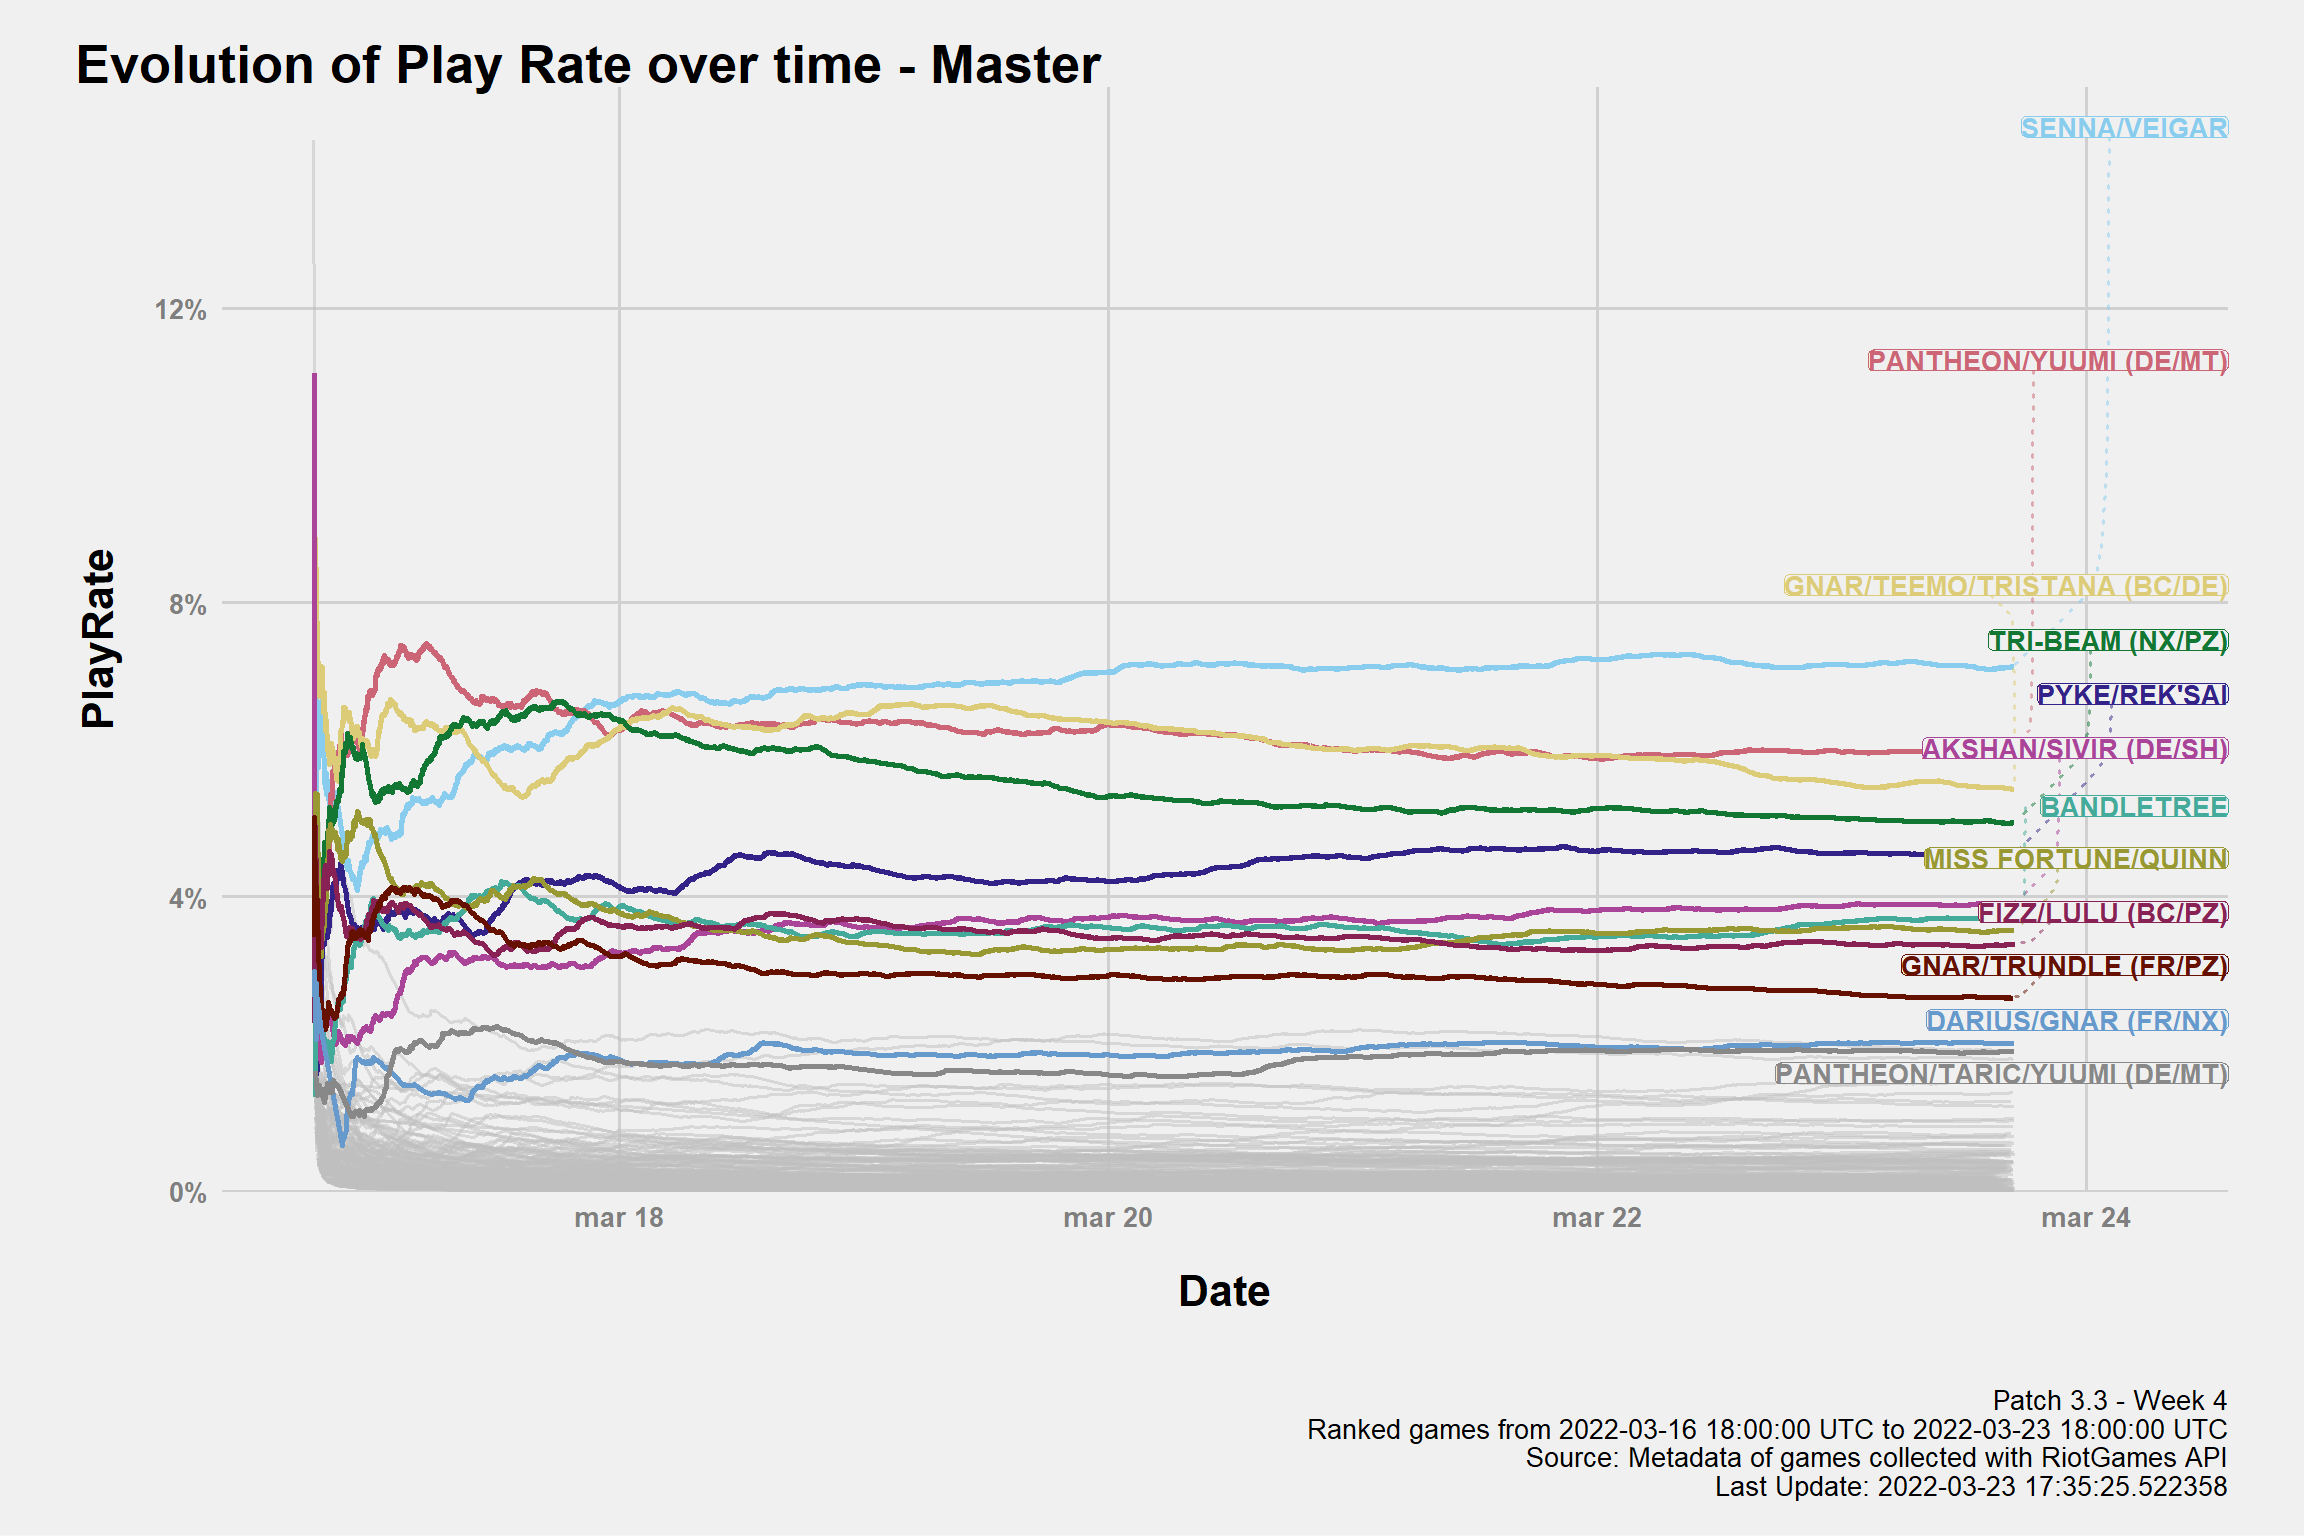 Evolution of Play Rate over time - Master
SENNA/VEIGAR
12%
PANTHEON/YUUMI (DE/MT)
PlayRate
8%
GNAR/TEEMO/TRISTANA (BC/DE)
TRI-BEAM (NX/PZ)
PYKE/REK'SAI
AKSHAN/SIVIR (DE/SH)
BANDLETREE
MISS FORTUNE/QUINN
4%
FIZZ/LULU (BC/PZ)
GNAR/TRUNDLE (FR/PZ)
DARIUS/GNAR (FR/NX)
PANTHEON/TARIC/YUUMI (DE/MT)
0%
mar 18
mar 20
mar 22
mar 24
Date
Patch 3.3 - Week 4
Ranked games from 2022-03-16 18:00:00 UTC to 2022-03-23 18:00:00 UTC
Source: Metadata of games collected with RiotGames API
Last Update: 2022-03-23 17:35:25.522358